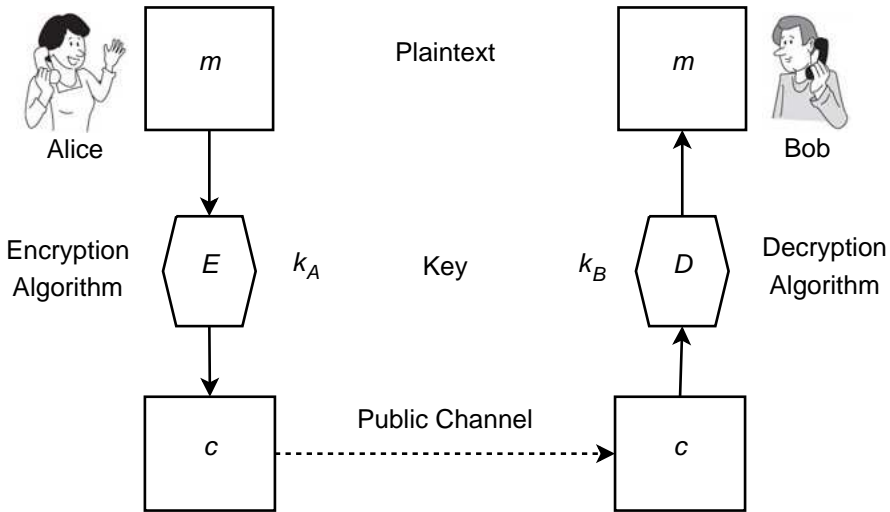 m
Plaintext
m
Alice
Bob
Encryption
Algorithm
E
k_A
Key
k_B
D
Decryption
Algorithm
Public Channel
c
c